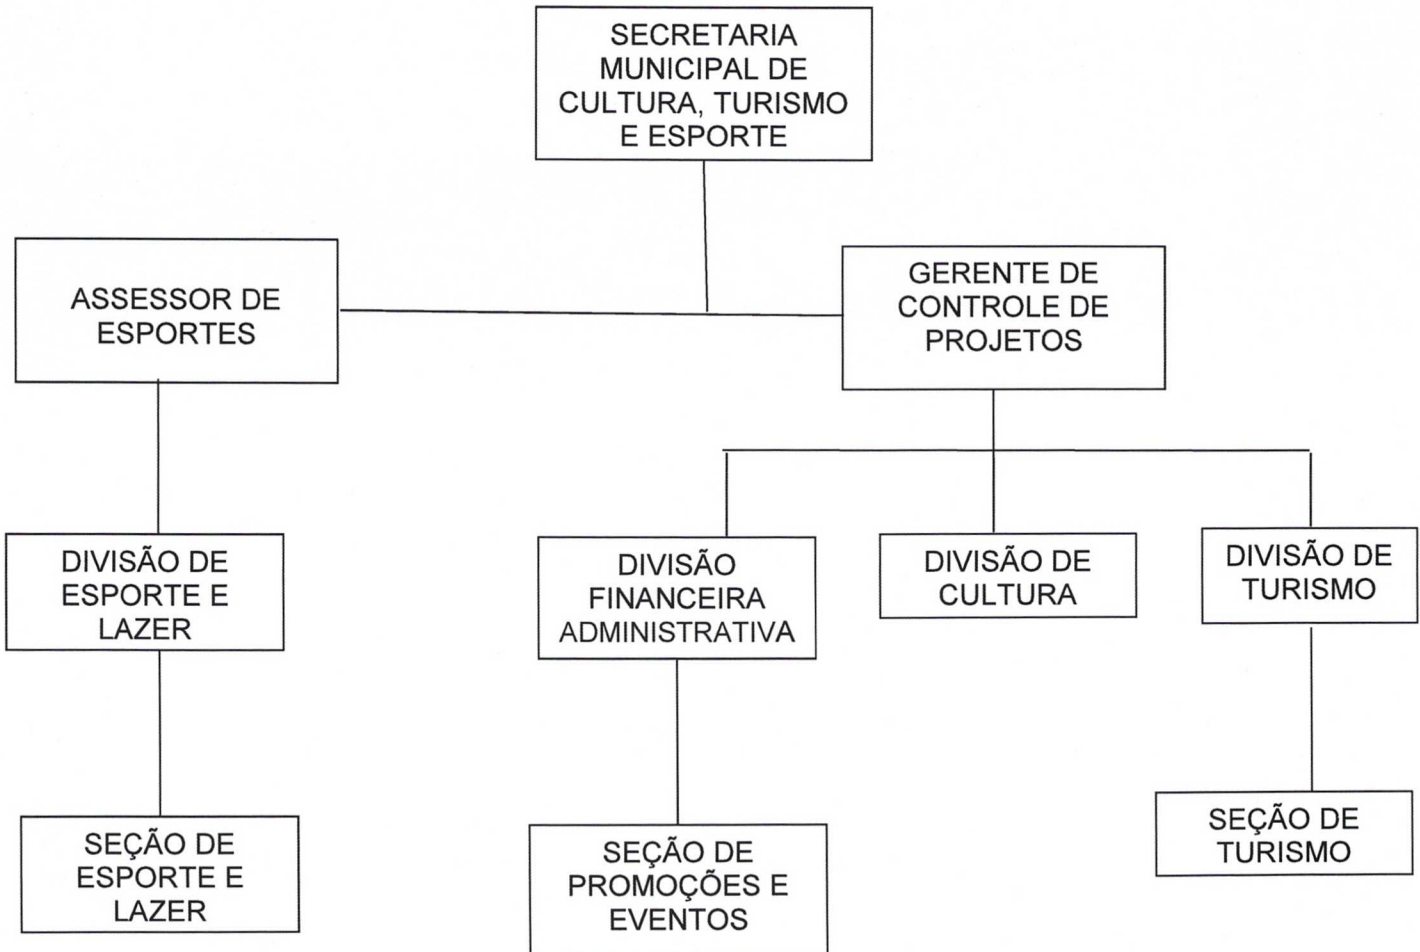 SECRETARIA
MUNICIPAL DE
CULTURA, TURISMO
E ESPORTE
ASSESSOR DE
ESPORTES
GERENTE DE
CONTROLE DE
PROJETOS
DIVISÃO DE
ESPORTE E
LAZER
DIVISÃO
FINANCEIRA
ADMINISTRATIVA
DIVISÃO DE
CULTURA
DIVISÃO DE
TURISMO
SEÇÃO DE
ESPORTE E
LAZER
SEÇÃO DE
PROMOÇÕES E
EVENTOS
SEÇÃO DE
TURISMO